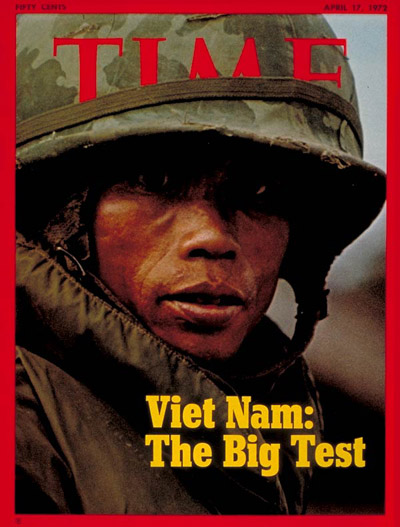 FIFTY CENTS
APRIL 17, 1972
TIME
Viet Nam:
The Big Test